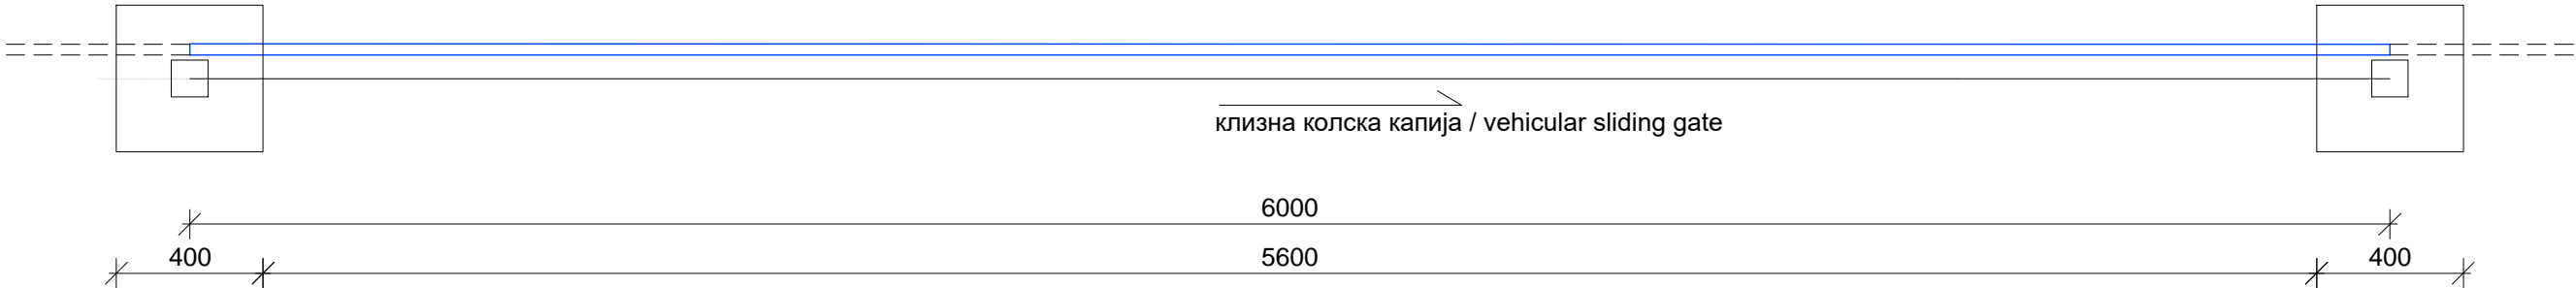 клизна колска капија / vehicular sliding gate
6000
400 5600 400